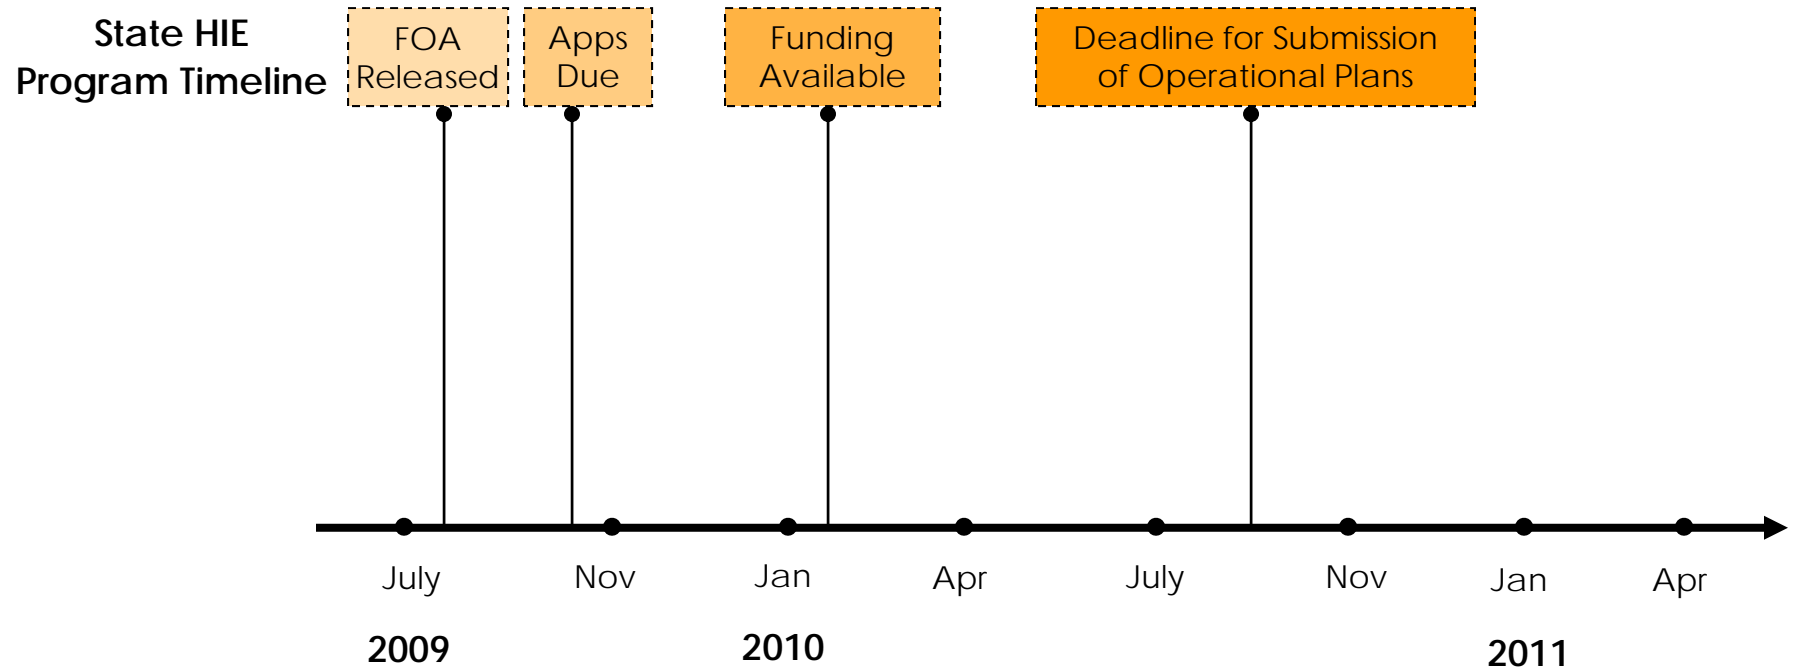 State HIE
Program Timeline
FOA
Released
Apps
Due
Funding
Available
Deadline for Submission
of Operational Plans
July
Nov
Jan
Apr
July
Nov
Jan
Apr
2009
2010
2011